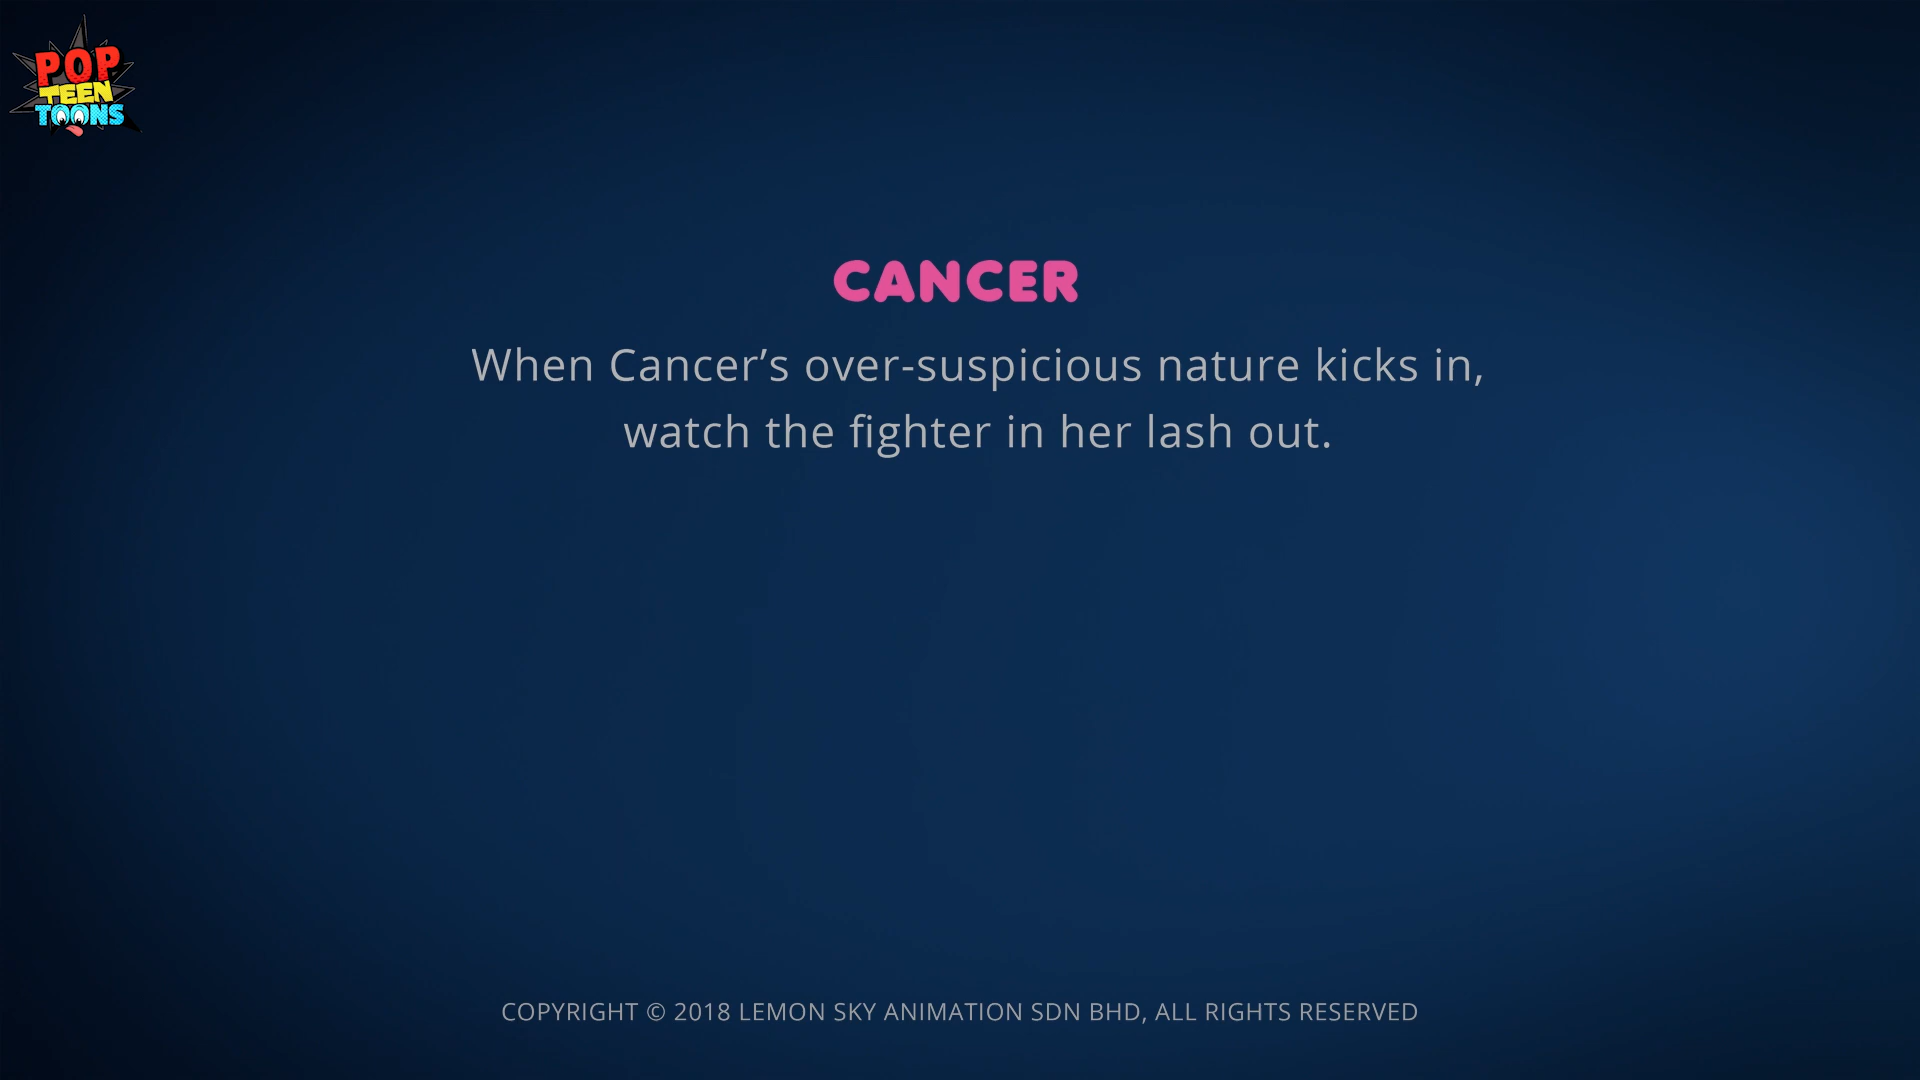 POP
TEEN
TOONS
CANCER
When Cancer’s over-suspicious nature kicks in,
watch the fighter in her lash out.
COPYRIGHT © 2018 LEMON SKY ANIMATION SDN BHD, ALL RIGHTS RESERVED